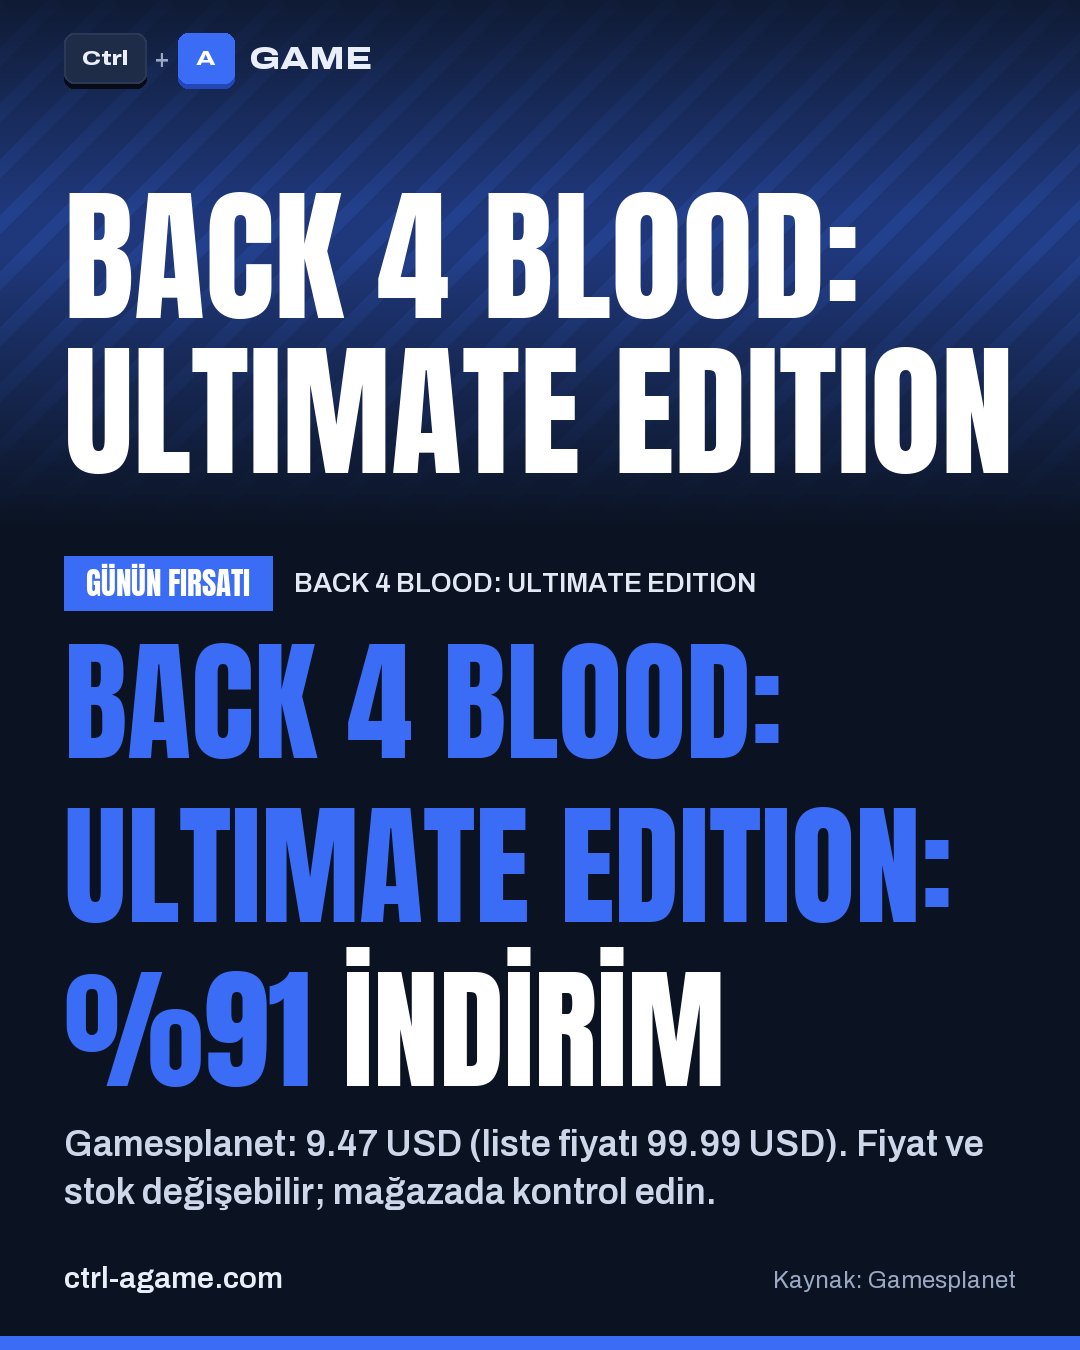 Ctrl + A GAME
BACK 4 BLOOD:
ULTIMATE EDITION
GÜNÜN FIRSATI BACK 4 BLOOD: ULTIMATE EDITION
BACK 4 BLOOD:
ULTIMATE EDITION:
%91 İNDİRİM
Gamesplanet: 9.47 USD (liste fiyatı 99.99 USD). Fiyat ve
stok değişebilir; mağazada kontrol edin.
ctrl-agame.com Kaynak: Gamesplanet